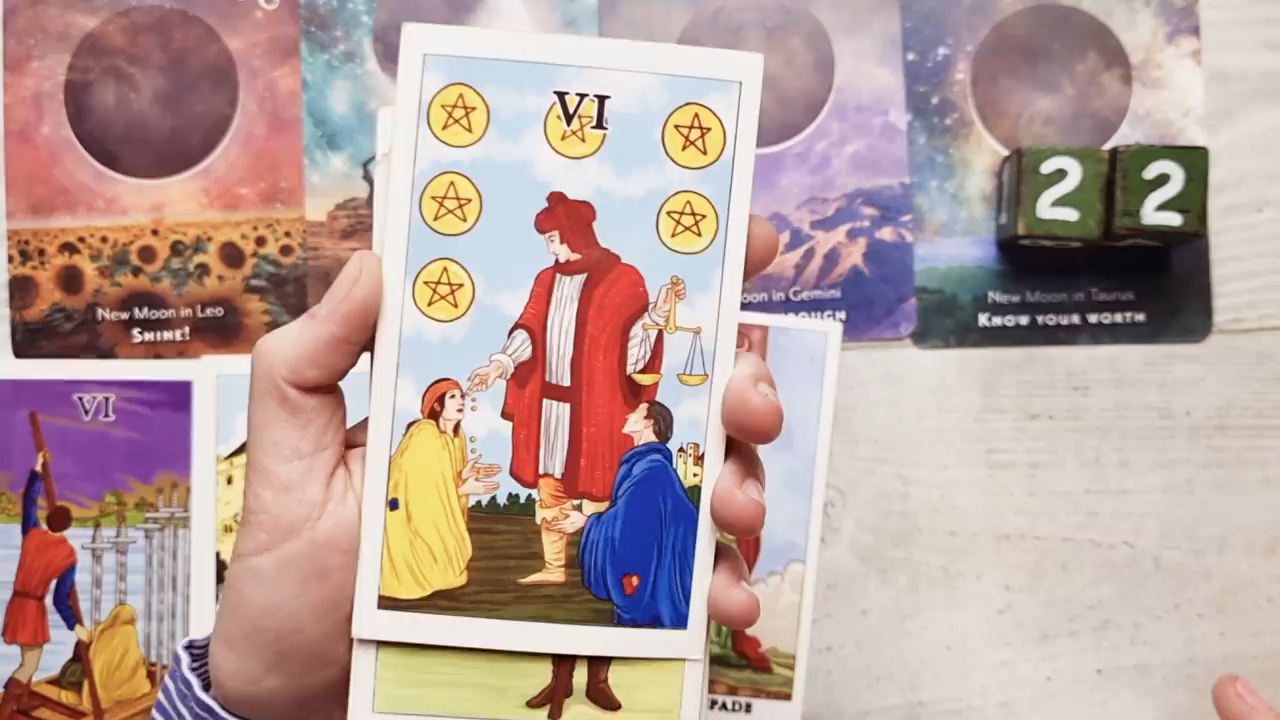 VI
2 2
New Moon in Leo
SHINE!
oon in Gemini
OUGH
New Moon in Taurus
KNOW YOUR WORTH
VI
PADE